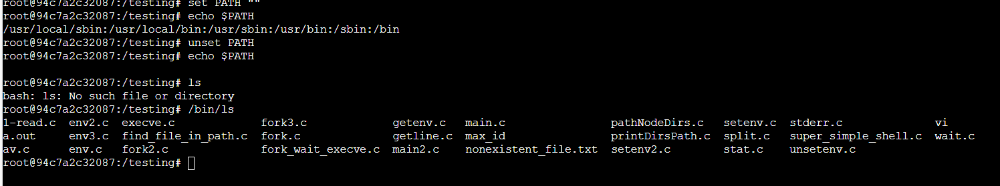 root@94c7a2c32087:/testing# set PATH ""
root@94c7a2c32087:/testing# echo $PATH
/usr/local/sbin:/usr/local/bin:/usr/sbin:/usr/bin:/sbin:/bin
root@94c7a2c32087:/testing# unset PATH
root@94c7a2c32087:/testing# echo $PATH

root@94c7a2c32087:/testing# ls
bash: ls: No such file or directory
root@94c7a2c32087:/testing# /bin/ls
1-read.c  env2.c  execve.c            fork3.c             getenv.c   main.c                pathNodeDirs.c   setenv.c  stderr.c              vi
a.out     env3.c  find_file_in_path.c  fork.c              getline.c  max_id                printDirsPath.c  split.c   super_simple_shell.c  wait.c
av.c      env.c   fork2.c             fork_wait_execve.c  main2.c    nonexistent_file.txt  setenv2.c        stat.c    unsetenv.c
root@94c7a2c32087:/testing#